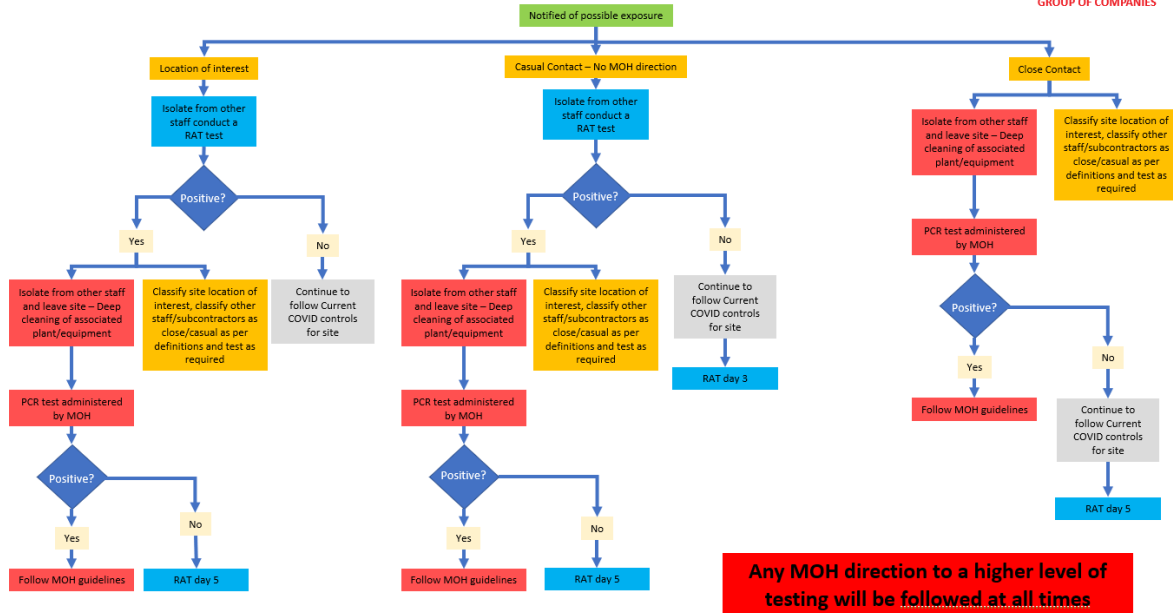 GROUP OF COMPANIES
Notified of possible exposure
Location of interest
Isolate from other
staff conduct a
RAT test
Positive?
Yes
No
Isolate from other staff
and leave site – Deep
cleaning of associated
plant/equipment
Classify site location of
interest, classify other
staff/subcontractors as
close/casual as per
definitions and test as
required
Continue to
follow Current
COVID controls
for site
PCR test administered
by MOH
Positive?
Yes
No
Follow MOH guidelines
RAT day 5
Casual Contact – No MOH direction
Isolate from other
staff conduct a
RAT test
Positive?
Yes
No
Isolate from other staff
and leave site – Deep
cleaning of associated
plant/equipment
Classify site location of
interest, classify other
staff/subcontractors as
close/casual as per
definitions and test as
required
Continue to
follow Current
COVID controls
for site
RAT day 3
PCR test administered
by MOH
Positive?
Yes
No
Follow MOH guidelines
RAT day 5
Close Contact
Isolate from other staff
and leave site – Deep
cleaning of associated
plant/equipment
Classify site location of
interest, classify other
staff/subcontractors as
close/casual as per
definitions and test as
required
PCR test administered
by MOH
Positive?
Yes
No
Follow MOH guidelines
Continue to
follow Current
COVID controls
for site
RAT day 5
Any MOH direction to a higher level of
testing will be followed at all times